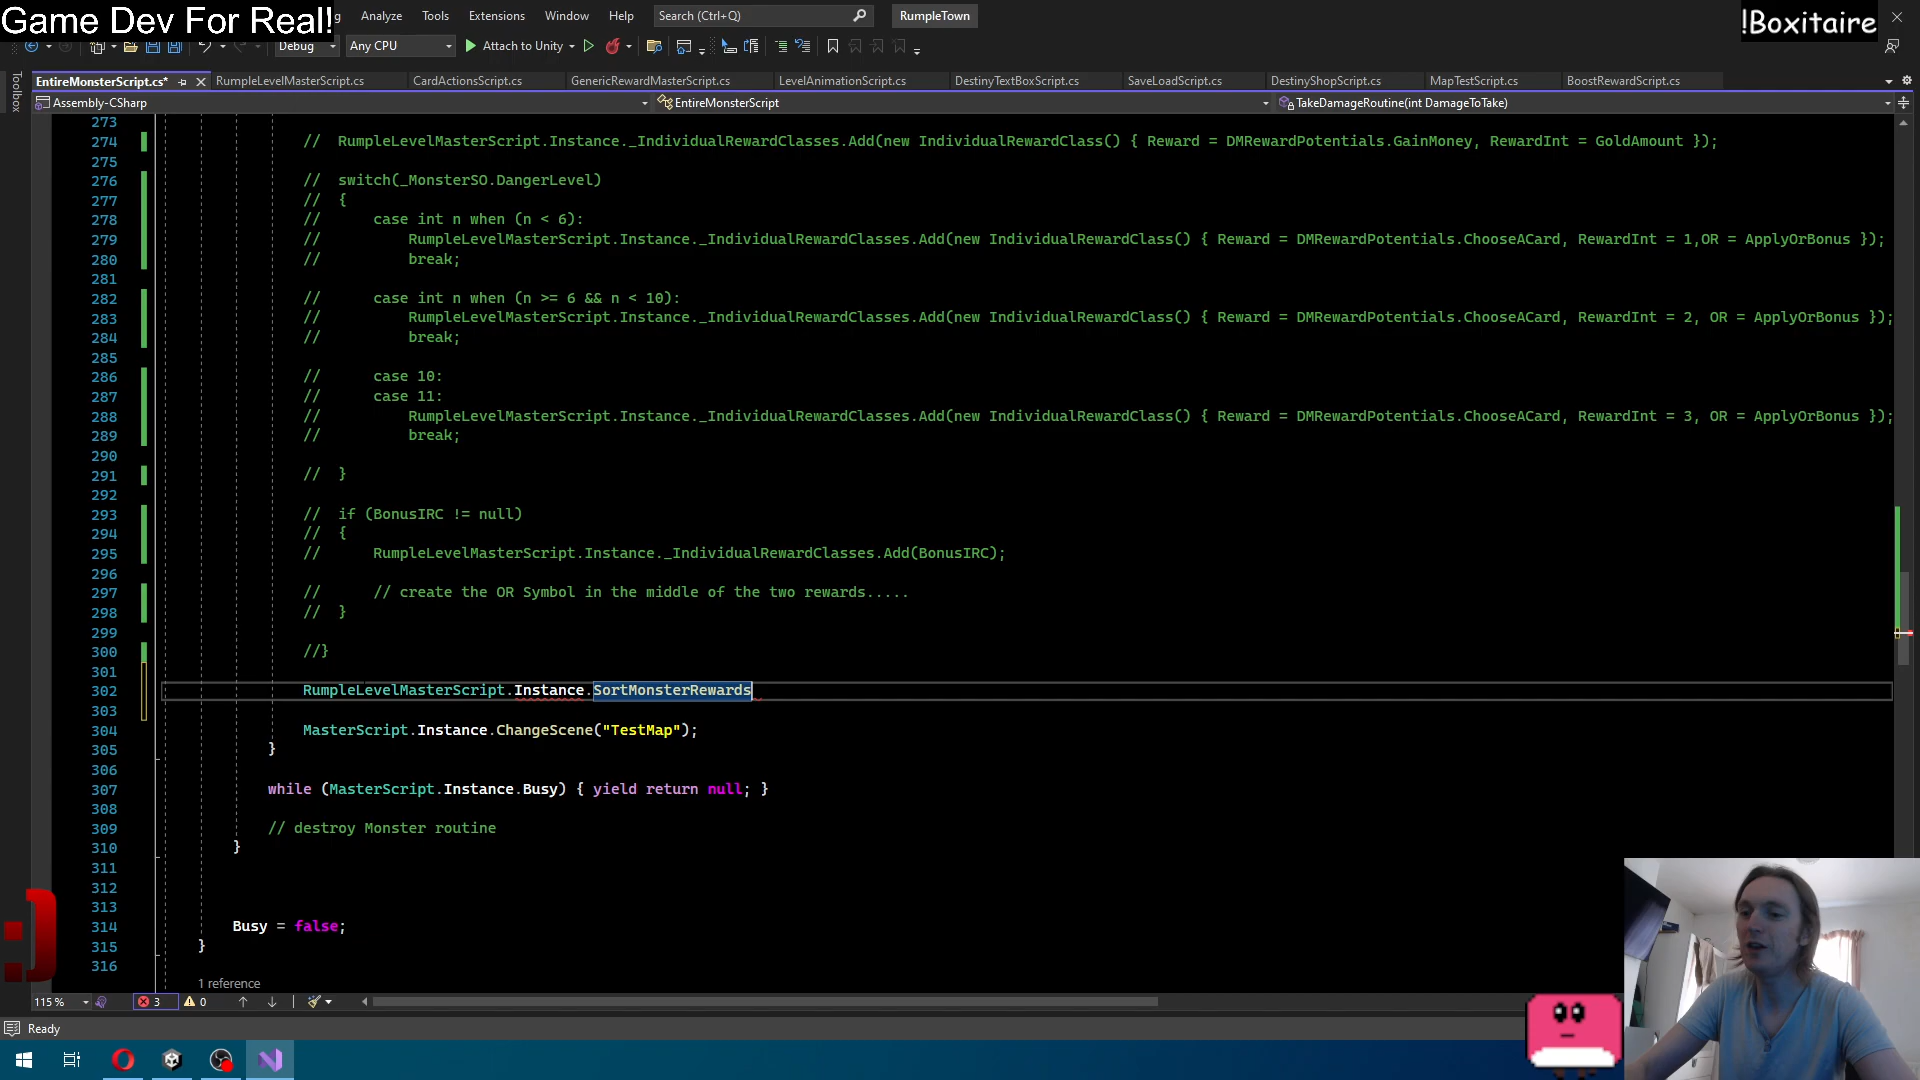 Game Dev For Real!
Analyze Tools Extensions Window Help Search (Ctrl+Q) RumpleTown
!Boxitaire
Debug Any CPU Attach to Unity
Toolbox
EntireMonsterScript.cs* RumpleLevelMasterScript.cs CardActionsScript.cs GenericRewardMasterScript.cs LevelAnimationScript.cs DestinyTextBoxScript.cs SaveLoadScript.cs DestinyShopScript.cs MapTestScript.cs BoostRewardScript.cs
Assembly-CSharp EntireMonsterScript TakeDamageRoutine(int DamageToTake)
273
274 // RumpleLevelMasterScript.Instance._IndividualRewardClasses.Add(new IndividualRewardClass() { Reward = DMRewardPotentials.GainMoney, RewardInt = GoldAmount });
275
276 // switch(_MonsterSO.DangerLevel)
277 // {
278 // case int n when (n < 6):
279 // RumpleLevelMasterScript.Instance._IndividualRewardClasses.Add(new IndividualRewardClass() { Reward = DMRewardPotentials.ChooseACard, RewardInt = 1,OR = ApplyOrBonus });
280 // break;
281
282 // case int n when (n >= 6 && n < 10):
283 // RumpleLevelMasterScript.Instance._IndividualRewardClasses.Add(new IndividualRewardClass() { Reward = DMRewardPotentials.ChooseACard, RewardInt = 2, OR = ApplyOrBonus });
284 // break;
285
286 // case 10:
287 // case 11:
288 // RumpleLevelMasterScript.Instance._IndividualRewardClasses.Add(new IndividualRewardClass() { Reward = DMRewardPotentials.ChooseACard, RewardInt = 3, OR = ApplyOrBonus });
289 // break;
290
291 // }
292
293 // if (BonusIRC != null)
294 // {
295 // RumpleLevelMasterScript.Instance._IndividualRewardClasses.Add(BonusIRC);
296
297 // // create the OR Symbol in the middle of the two rewards.....
298 // }
299
300 //}
301
302 RumpleLevelMasterScript.Instance.SortMonsterRewards
303
304 MasterScript.Instance.ChangeScene("TestMap");
305 }
306
307 while (MasterScript.Instance.Busy) { yield return null; }
308
309 // destroy Monster routine
310 }
311
312
313
314 Busy = false;
315 }
316
1 reference
115 % 3 0
Ready